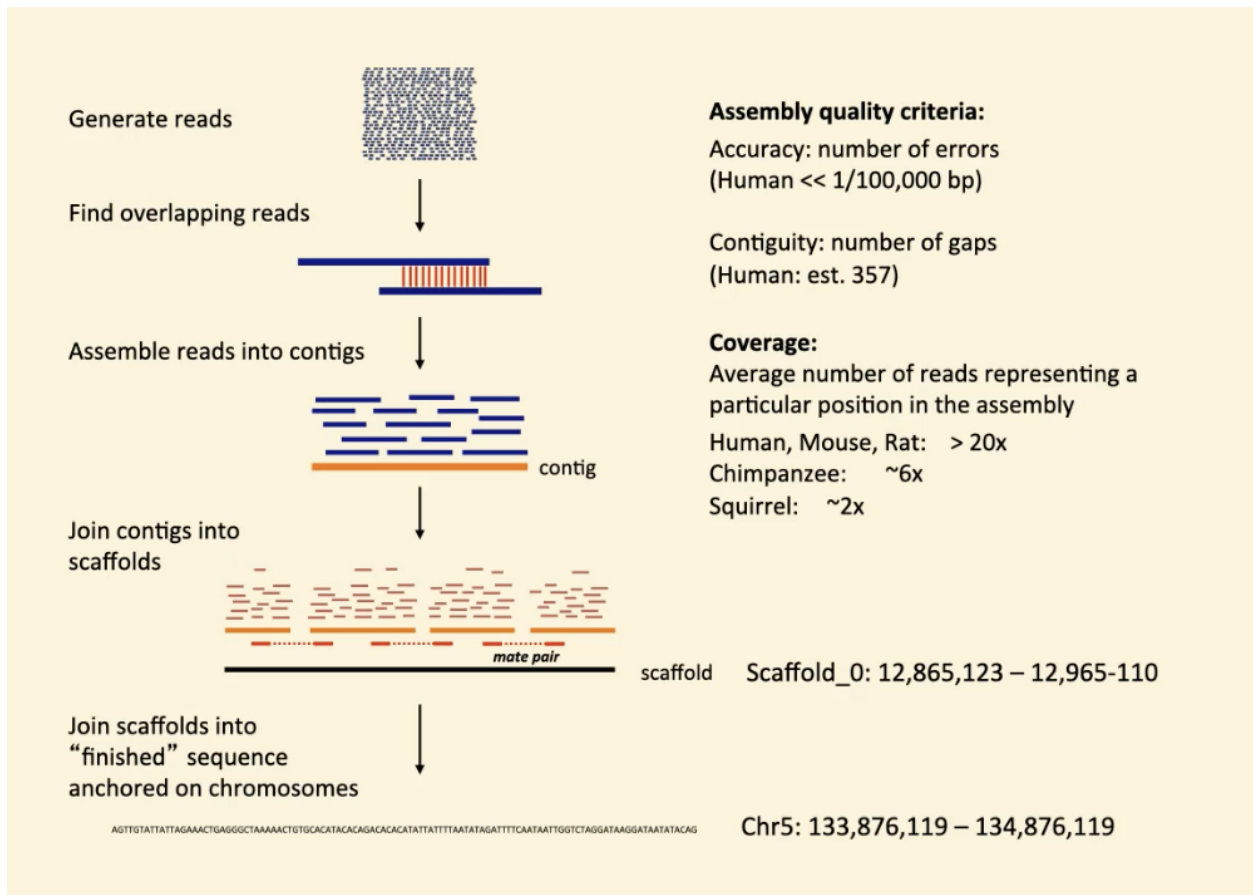 Generate reads
Find overlapping reads
Assemble reads into contigs
contig
Join contigs into
scaffolds
mate pair
scaffold
Scaffold_0: 12,865,123 – 12,965-110
Join scaffolds into
“finished” sequence
anchored on chromosomes
AGTTGTATTATTAGAAACTGAGGGCTAAAAACTGTGCACATACACAGACACACATATTATTTTAATATAGATTTTCAATAATTGGTCTAGGATAAGGATAATATACAG
Chr5: 133,876,119 – 134,876,119
Assembly quality criteria:
Accuracy: number of errors
(Human << 1/100,000 bp)
Contiguity: number of gaps
(Human: est. 357)
Coverage:
Average number of reads representing a
particular position in the assembly
Human, Mouse, Rat: > 20x
Chimpanzee: ~6x
Squirrel: ~2x